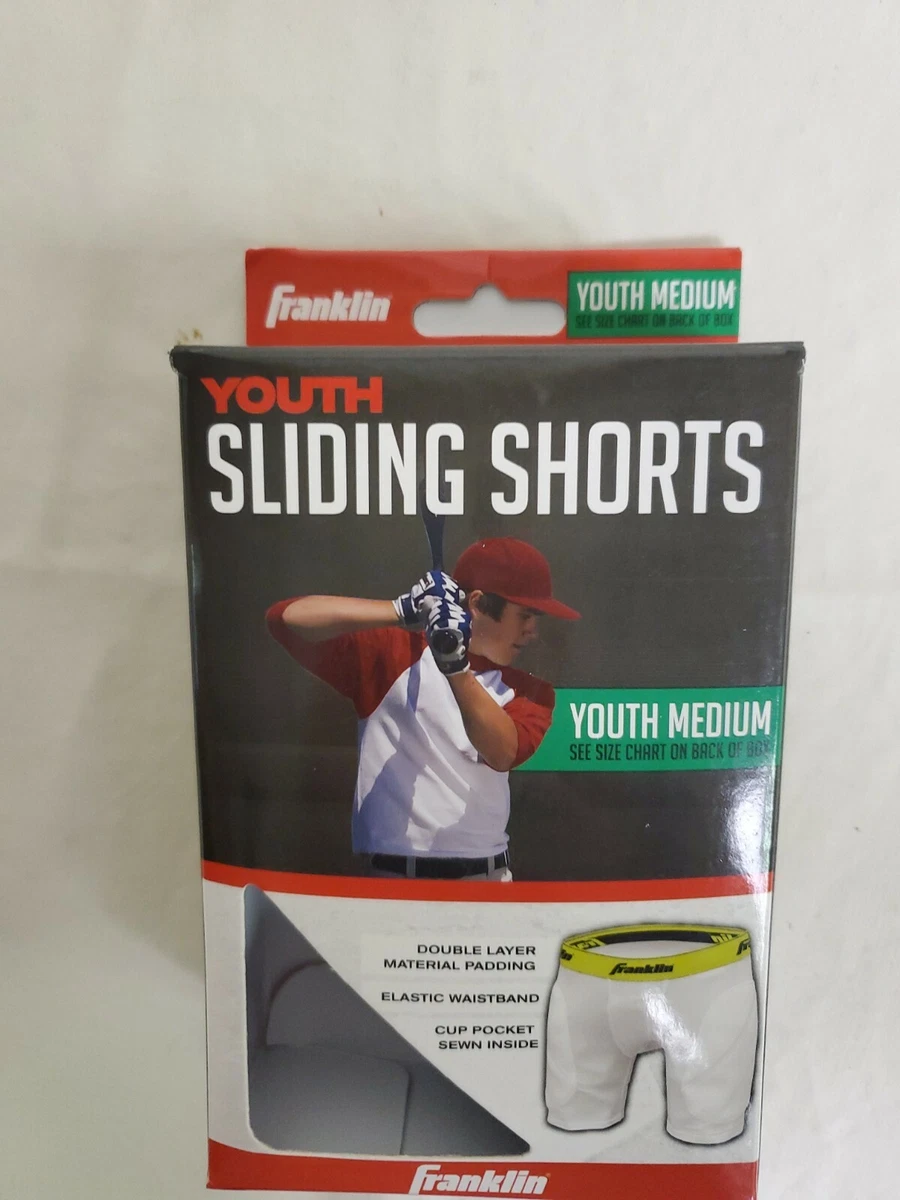 Franklin
YOUTH MEDIUM
SEE SIZE CHART ON BACK OF BOX
YOUTH
SLIDING SHORTS
YOUTH MEDIUM
SEE SIZE CHART ON BACK OF BOX
DOUBLE LAYER
MATERIAL PADDING
ELASTIC WAISTBAND
CUP POCKET
SEWN INSIDE
Franklin
Franklin